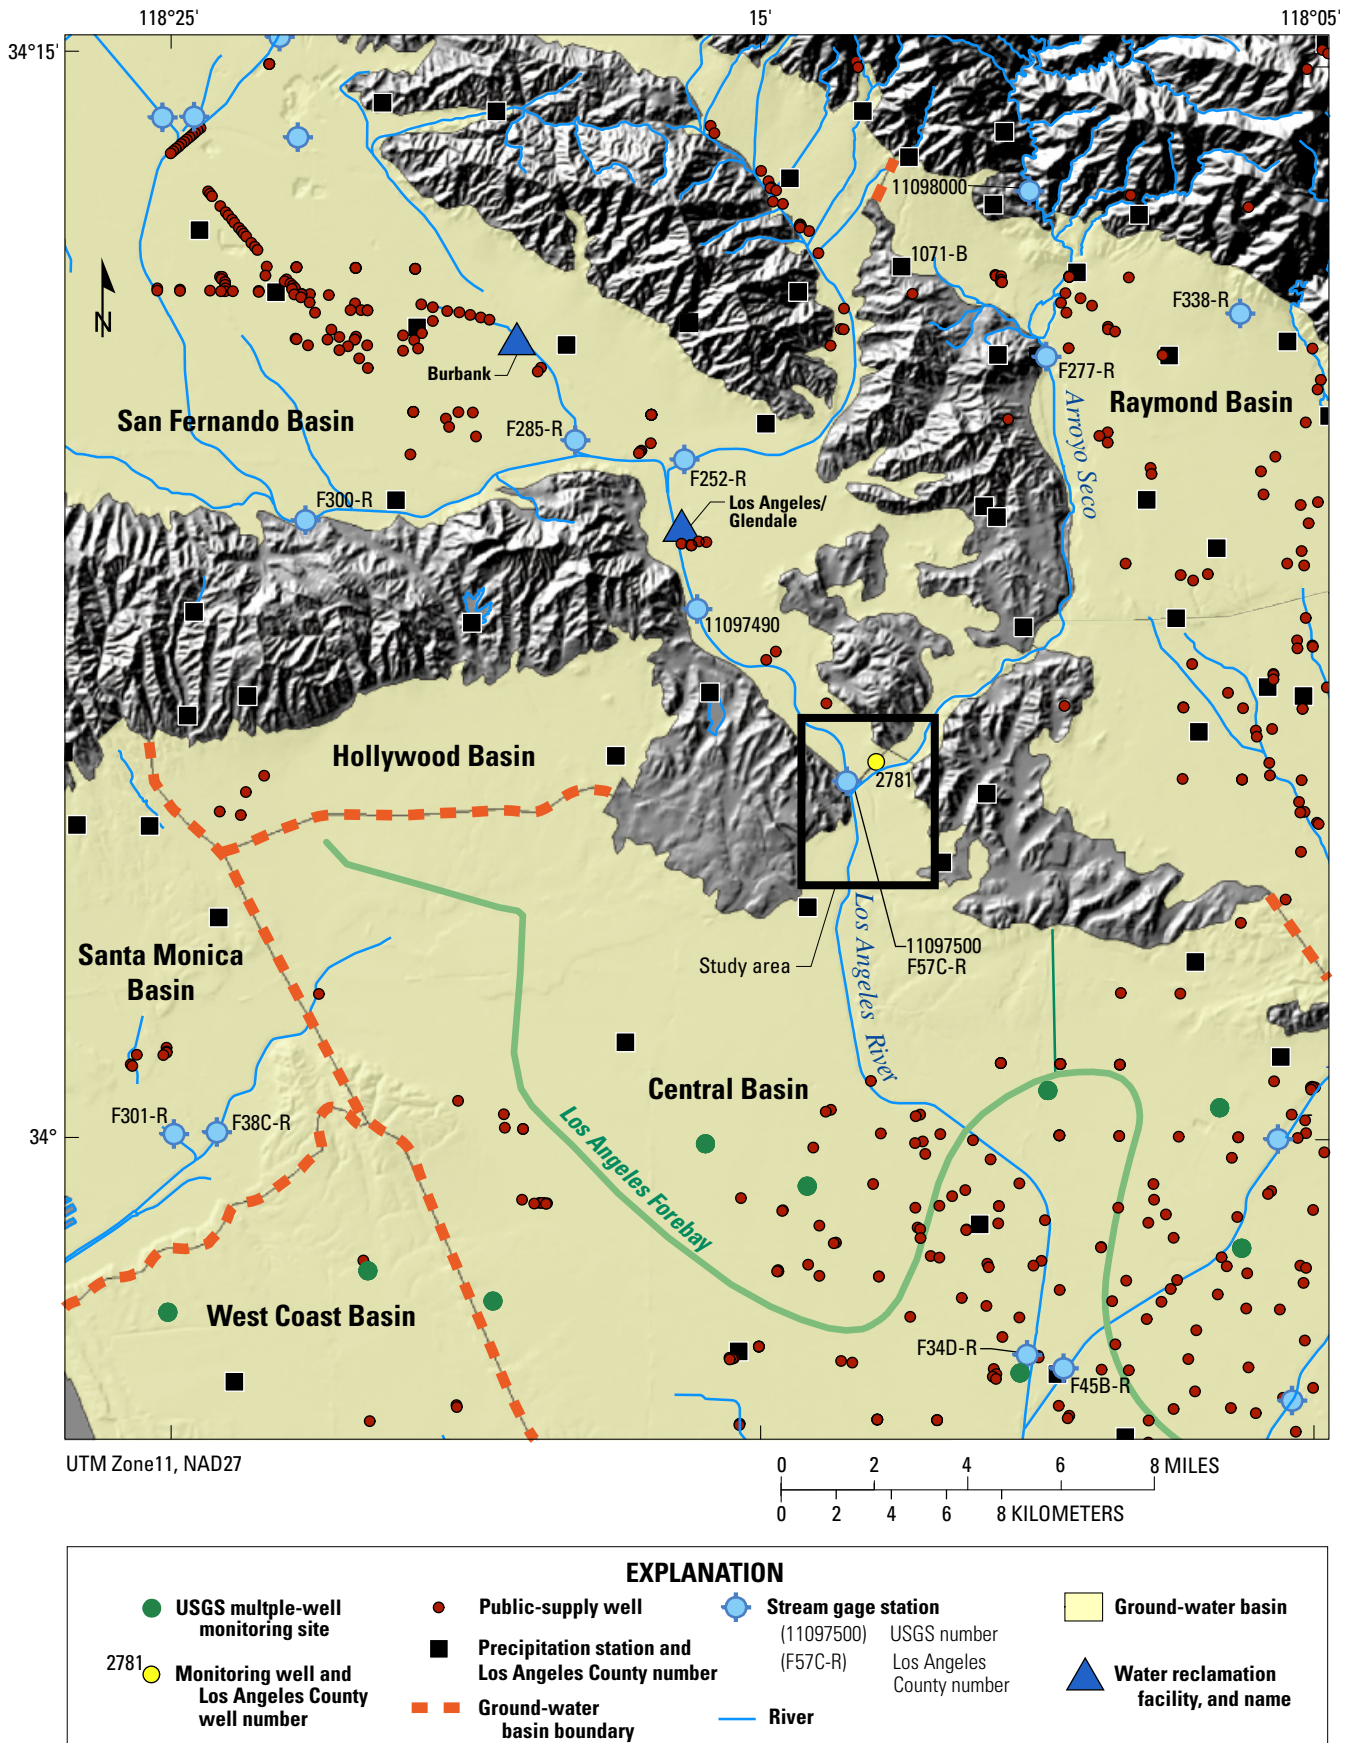 118°25'
15'
118°05'
34°15'
11098000
1071-B
F338-R
N
F277-R
Burbank
Arroyo Seco
Raymond Basin
San Fernando Basin
F285-R
F252-R
F300-R
Los Angeles/
Glendale
11097490
Hollywood Basin
2781
Los Angeles River
11097500
F57C-R
Study area
Santa Monica
Basin
Central Basin
F301-R
F38C-R
34°
Los Angeles Forebay
West Coast Basin
F34D-R
F45B-R
UTM Zone11, NAD27
0 2 4 6 8 MILES
0 2 4 6 8 KILOMETERS
EXPLANATION
USGS multple-well
monitoring site
2781
Monitoring well and
Los Angeles County
well number
Public-supply well
Precipitation station and
Los Angeles County number
Ground-water
basin boundary
Stream gage station
(11097500) USGS number
(F57C-R) Los Angeles
County number
River
Ground-water basin
Water reclamation
facility, and name